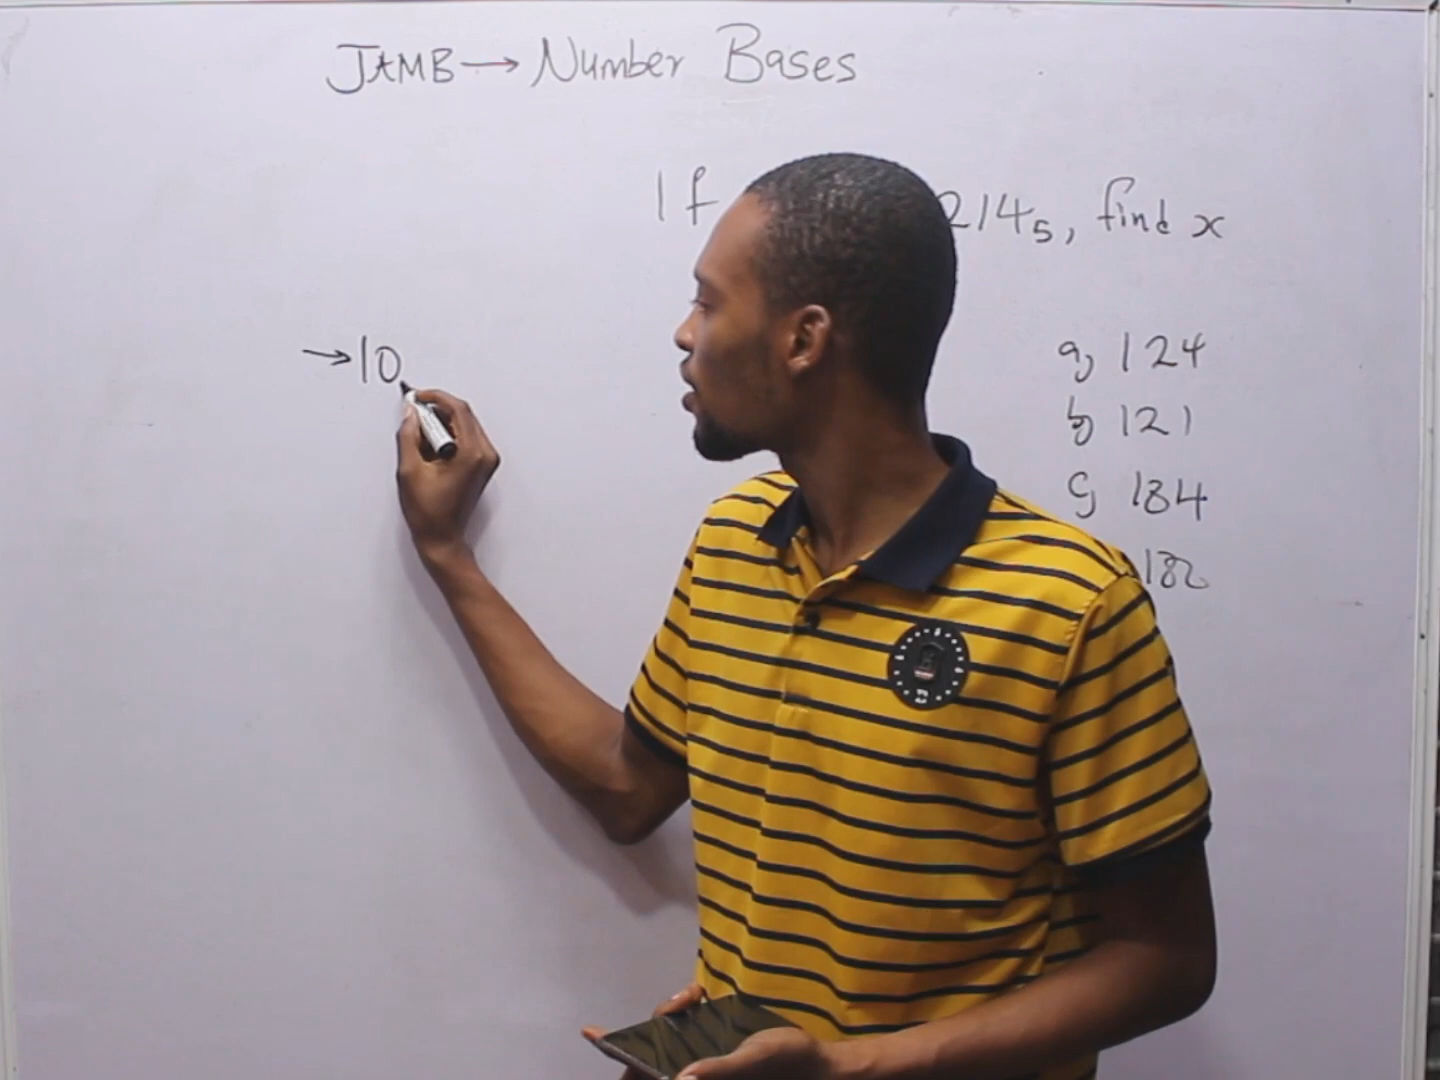 JAMB → Number Bases
If 2145, find x
→10
a, 124
b, 121
c, 184
182